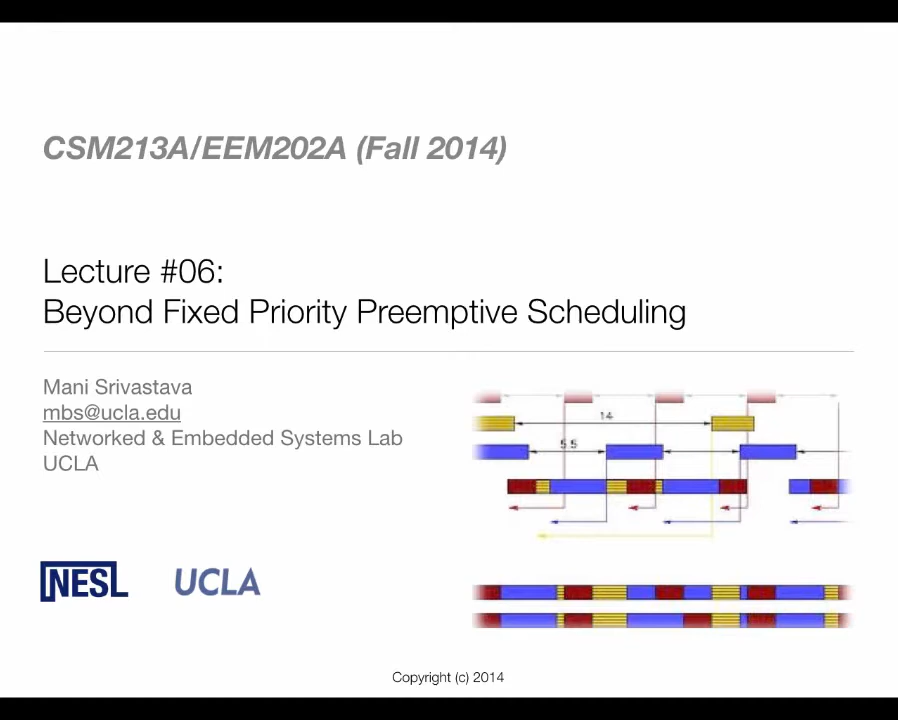 CSM213A/EEM202A (Fall 2014)
Lecture #06:
Beyond Fixed Priority Preemptive Scheduling
Mani Srivastava
mbs@ucla.edu
Networked & Embedded Systems Lab
UCLA
14
5.5
NESL UCLA
Copyright (c) 2014